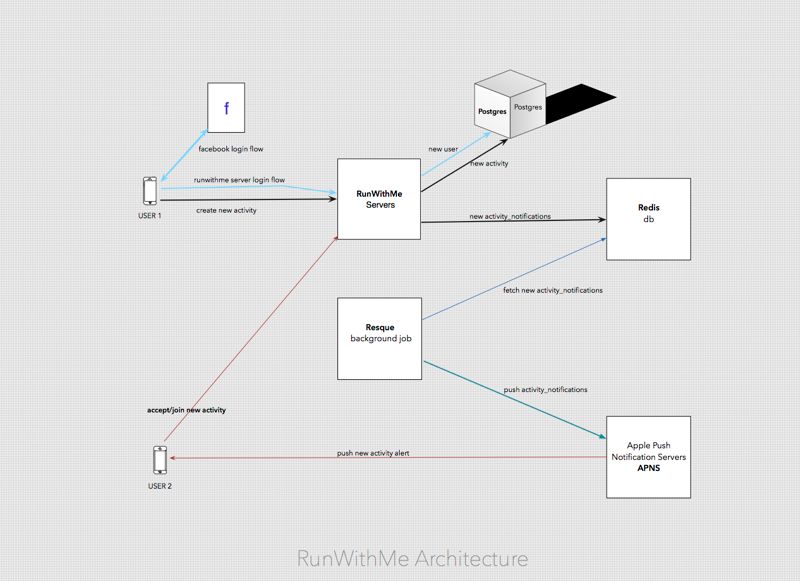 f
facebook login flow
Postgres
Postgres
new user
new activity
runwithme server login flow
create new activity
USER 1
RunWithMe
Servers
new activity_notifications
Redis
db
fetch new activity_notifications
Resque
background job
push activity_notifications
accept/join new activity
push new activity alert
USER 2
Apple Push
Notification Servers
APNS
RunWithMe Architecture